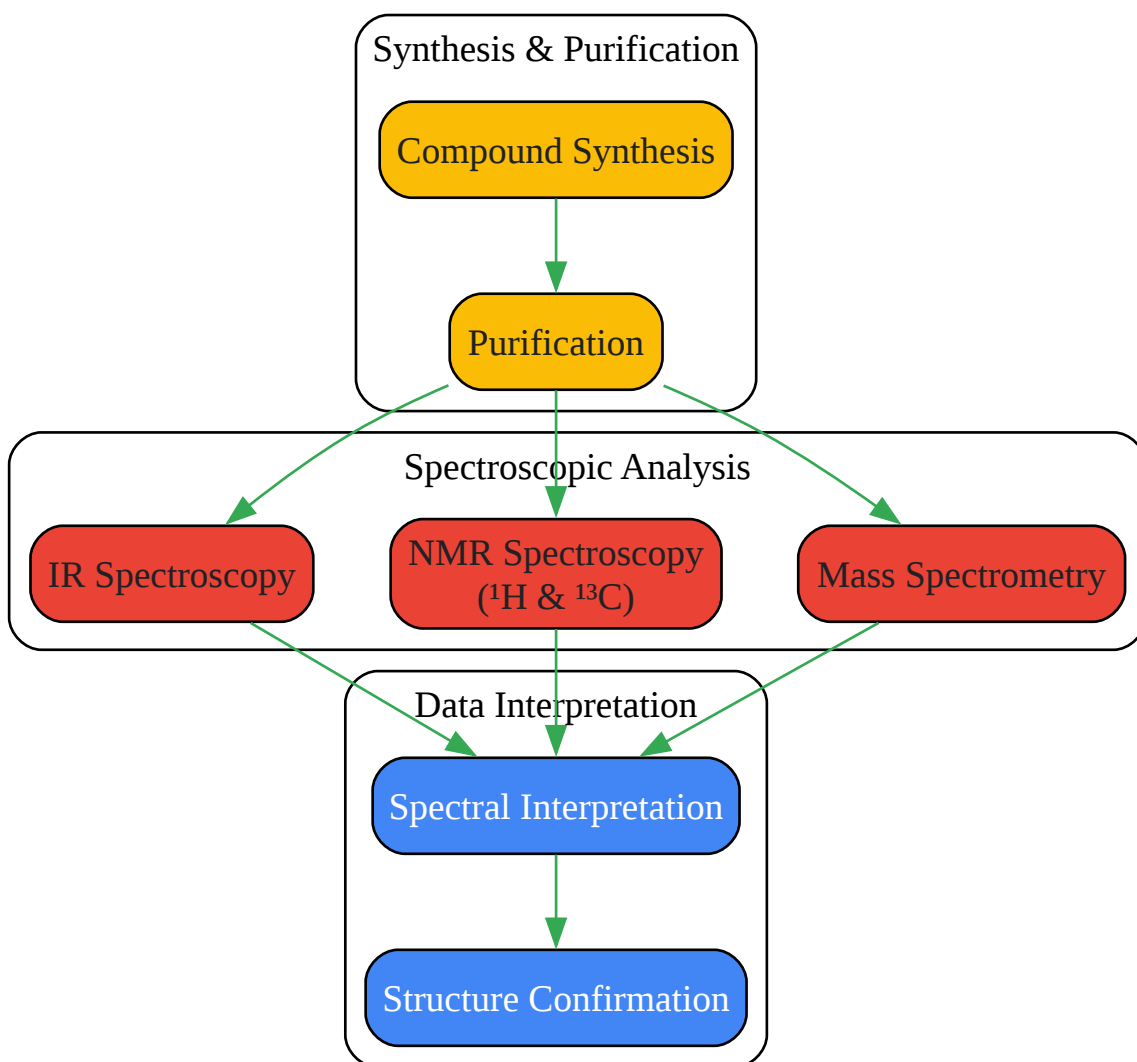 Synthesis & Purification
Compound Synthesis
Purification
Spectroscopic Analysis
IR Spectroscopy
NMR Spectroscopy
(¹H & ¹³C)
Mass Spectrometry
Data Interpretation
Spectral Interpretation
Structure Confirmation